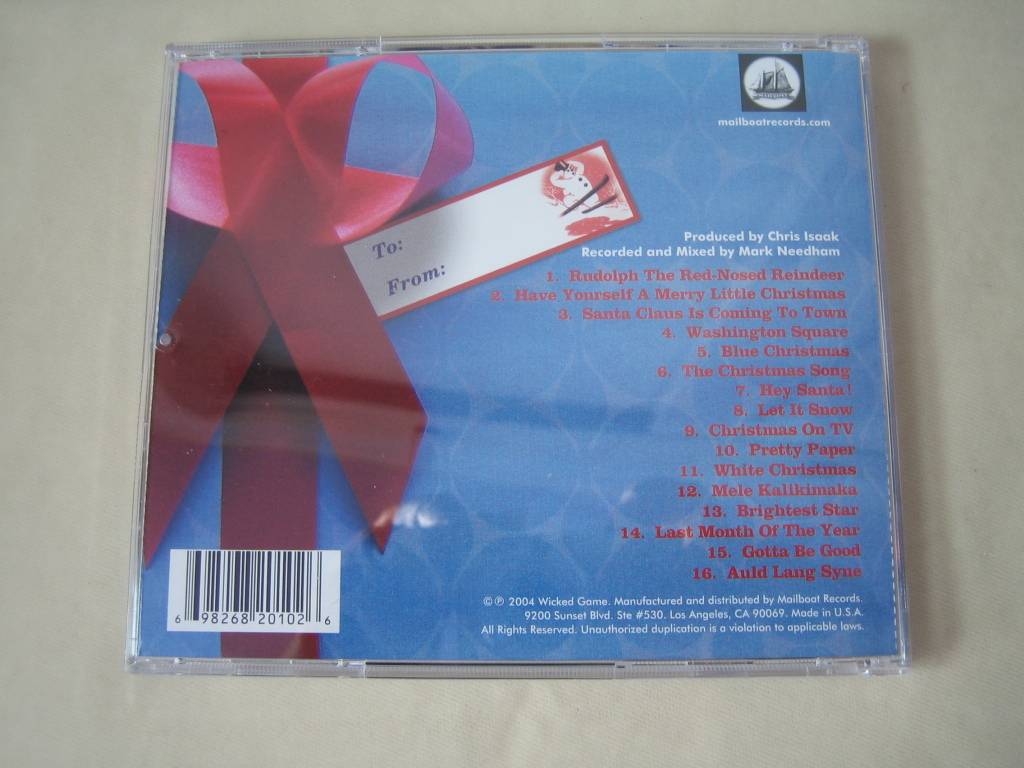 mailboatrecords.com
To:
From:
Produced by Chris Isaak
Recorded and Mixed by Mark Needham
1. Rudolph The Red-Nosed Reindeer
2. Have Yourself A Merry Little Christmas
3. Santa Claus Is Coming To Town
4. Washington Square
5. Blue Christmas
6. The Christmas Song
7. Hey Santa!
8. Let It Snow
9. Christmas On TV
10. Pretty Paper
11. White Christmas
12. Mele Kalikimaka
13. Brightest Star
14. Last Month Of The Year
15. Gotta Be Good
16. Auld Lang Syne
© ℗ 2004 Wicked Game. Manufactured and distributed by Mailboat Records.
9200 Sunset Blvd. Ste #530. Los Angeles, CA 90069. Made in U.S.A.
All Rights Reserved. Unauthorized duplication is a violation to applicable laws.
6 98268 20102 6